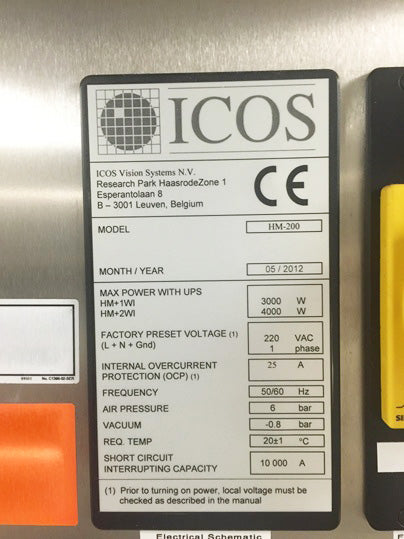 ICOS
ICOS Vision Systems N.V.
Research Park HaasrodeZone 1
Esperantolaan 8
B – 3001 Leuven, Belgium
CE
MODEL HM-200
MONTH / YEAR 05 / 2012
MAX POWER WITH UPS
HM+1WI 3000 W
HM+2WI 4000 W
FACTORY PRESET VOLTAGE (1) 220 VAC
(L + N + Gnd) 1 phase
INTERNAL OVERCURRENT 25 A
PROTECTION (OCP) (1)
FREQUENCY 50/60 Hz
AIR PRESSURE 6 bar
VACUUM -0.8 bar
REQ. TEMP 20±1 °C
SHORT CIRCUIT
INTERRUPTING CAPACITY 10 000 A
(1) Prior to turning on power, local voltage must be
checked as described in the manual
Electrical Schematic